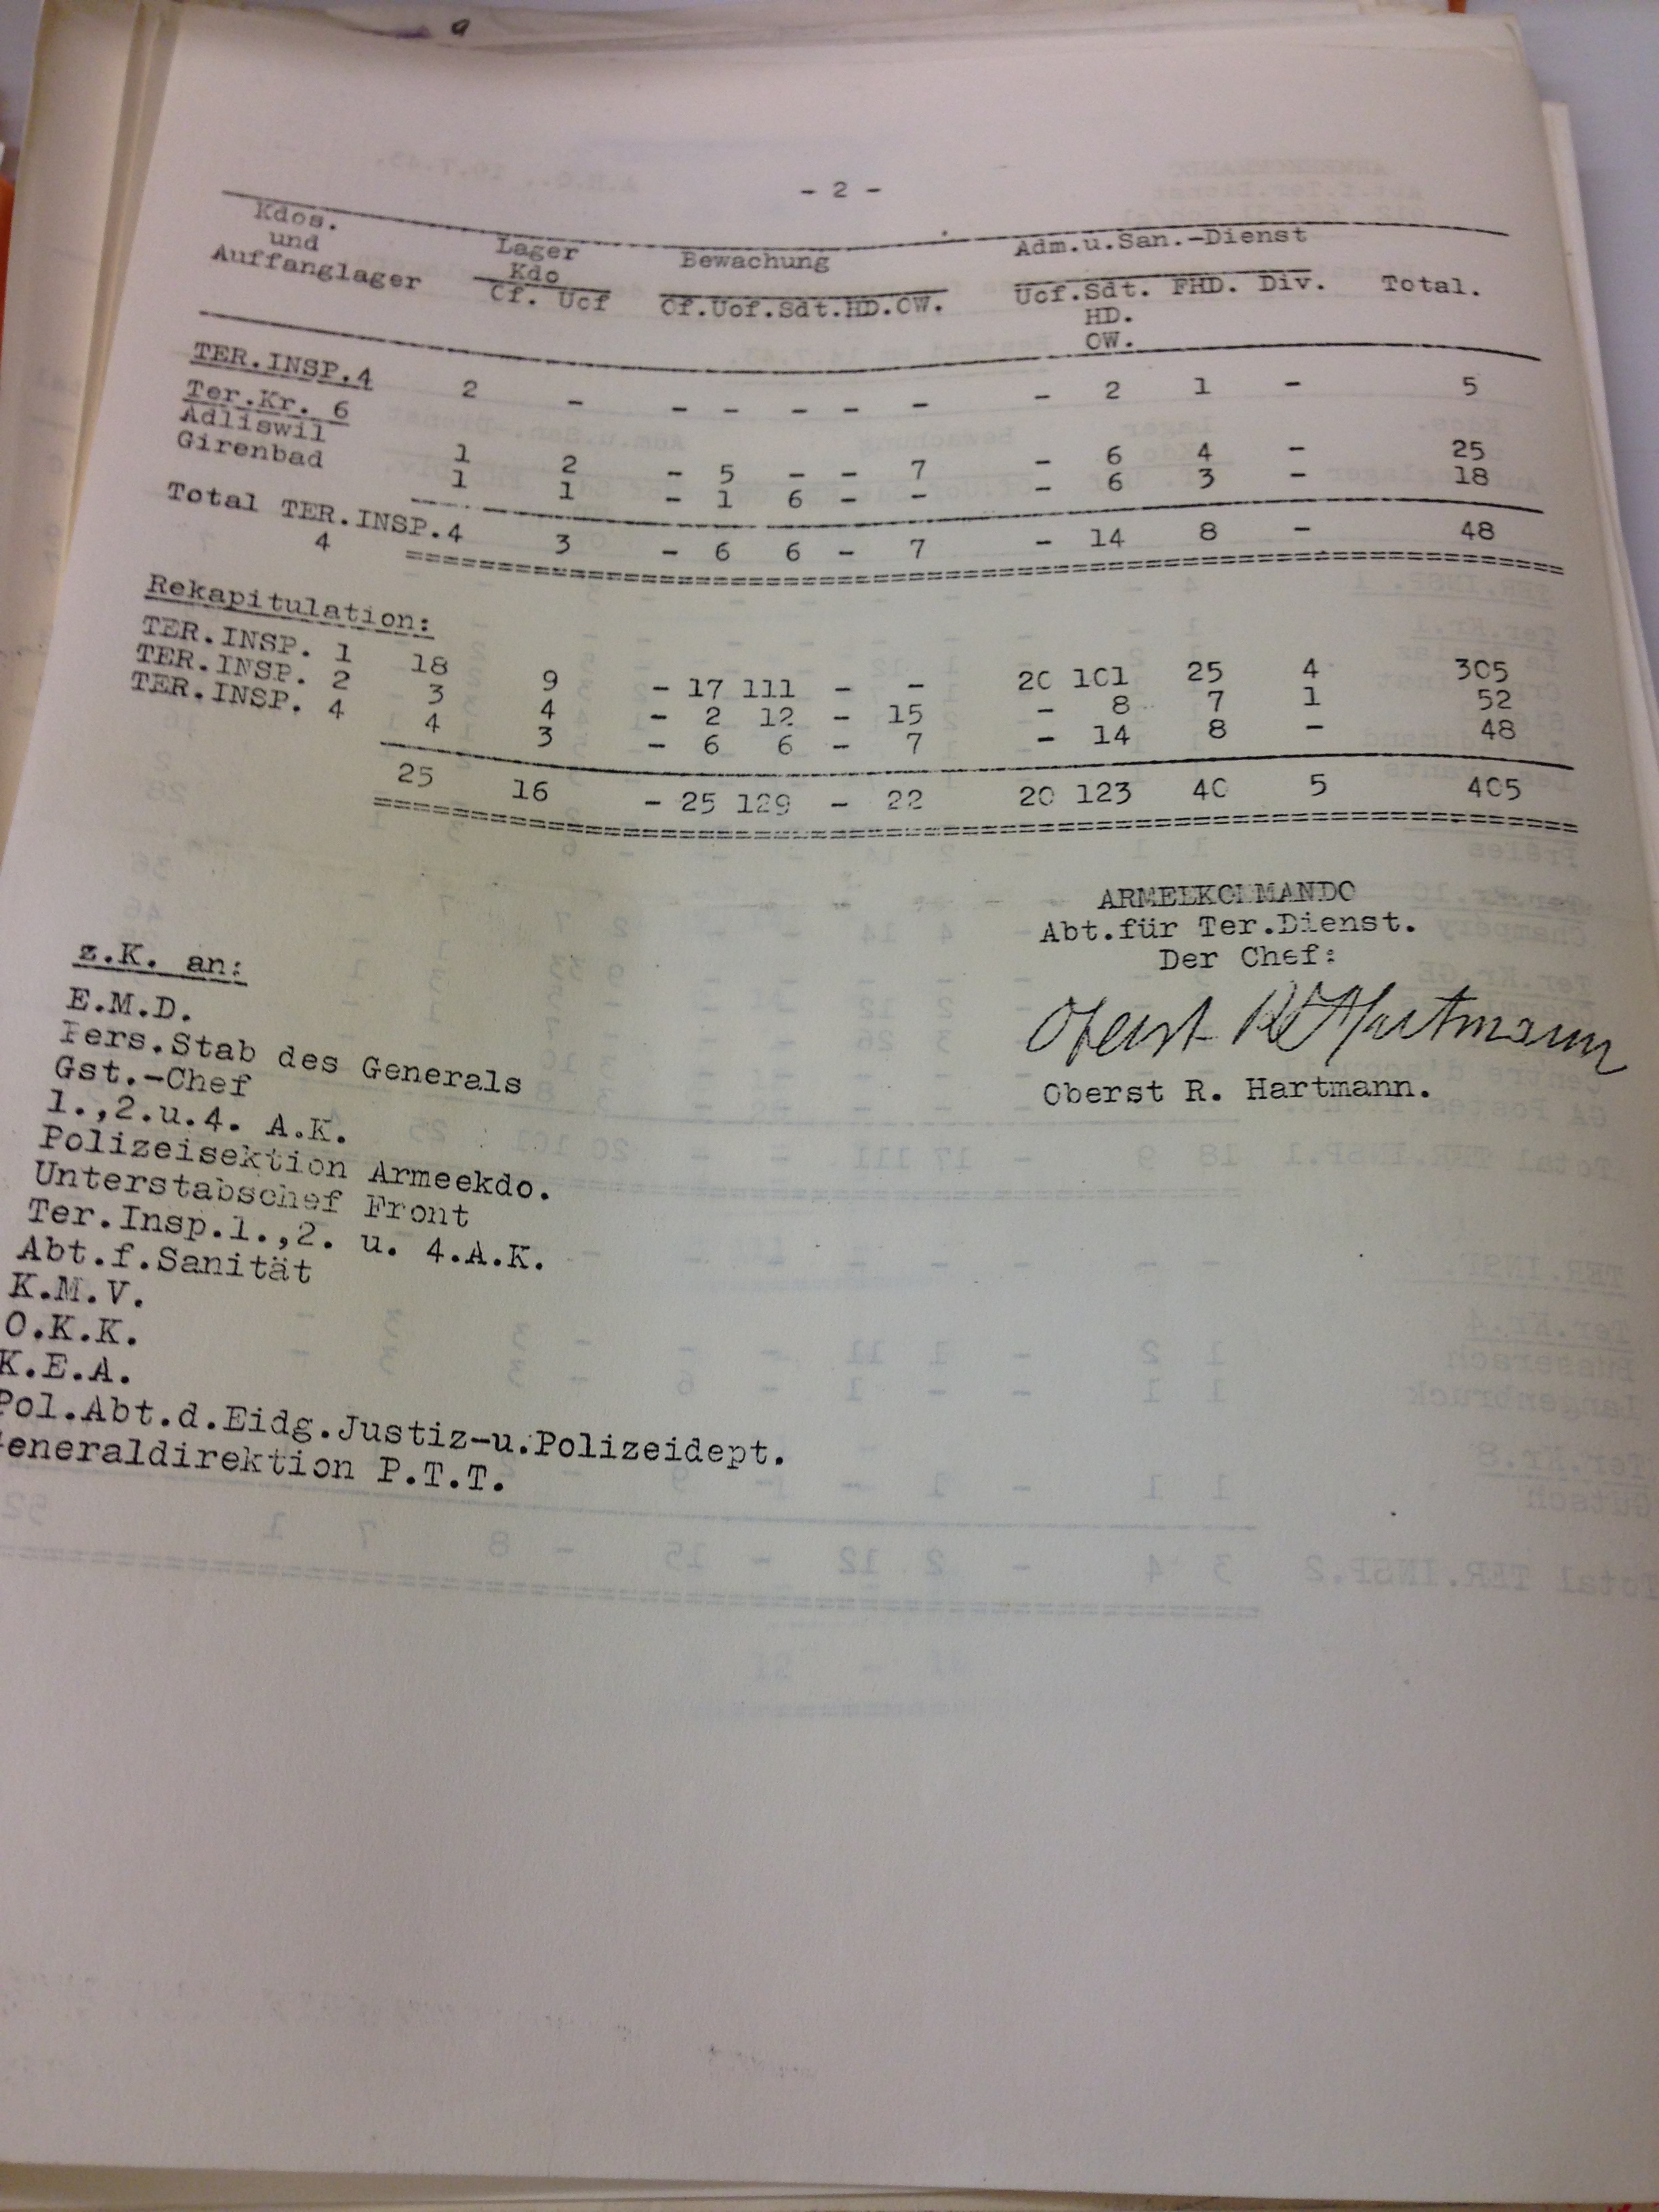 - 2 -
Kdos. und Auffanglager Lager Kdo Of. Uof Bewachung Of.Uof.Sdt.HD.OW. Adm.u.San.-Dienst Uof.Sdt. HD. OW. FHD. Div. Total.
TER.INSP.4 2 - - - - - - - 2 1 - 5
Ter.Kr. 6
Adliswil 1 2 - 5 - - 7 - 6 4 - 25
Girenbad 1 1 - 1 6 - - - 6 3 - 18
Total TER.INSP.4
4 3 - 6 6 - 7 - 14 8 - 48
Rekapitulation:
TER.INSP. 1 18 9 - 17 111 - - 20 101 25 4 305
TER.INSP. 2 3 4 - 2 12 - 15 - 8 7 1 52
TER.INSP. 4 4 3 - 6 6 - 7 - 14 8 - 48
25 16 - 25 129 - 22 20 123 40 5 405
ARMEEKOMMANDO
Abt.für Ter.Dienst.
Der Chef:
Oberst R Hartmann
Oberst R. Hartmann.
z.K. an:
E.M.D.
Pers.Stab des Generals
Gst.-Chef
1.,2.u.4. A.K.
Polizeisektion Armeekdo.
Unterstabschef Front
Ter.Insp.1.,2. u. 4.A.K.
Abt.f.Sanität
K.M.V.
O.K.K.
K.E.A.
Pol.Abt.d.Eidg.Justiz-u.Polizeidept.
eneraldirektion P.T.T.